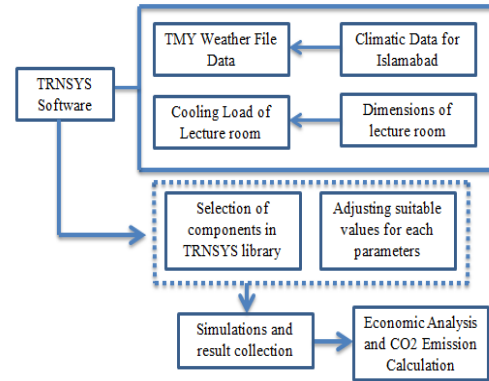 TMY Weather File
Data
Climatic Data for
Islamabad
TRNSYS
Software
Cooling Load of
Lecture room
Dimensions of
lecture room
Selection of
components in
TRNSYS library
Adjusting suitable
values for each
parameters
Simulations and
result collection
Economic Analysis
and CO2 Emission
Calculation